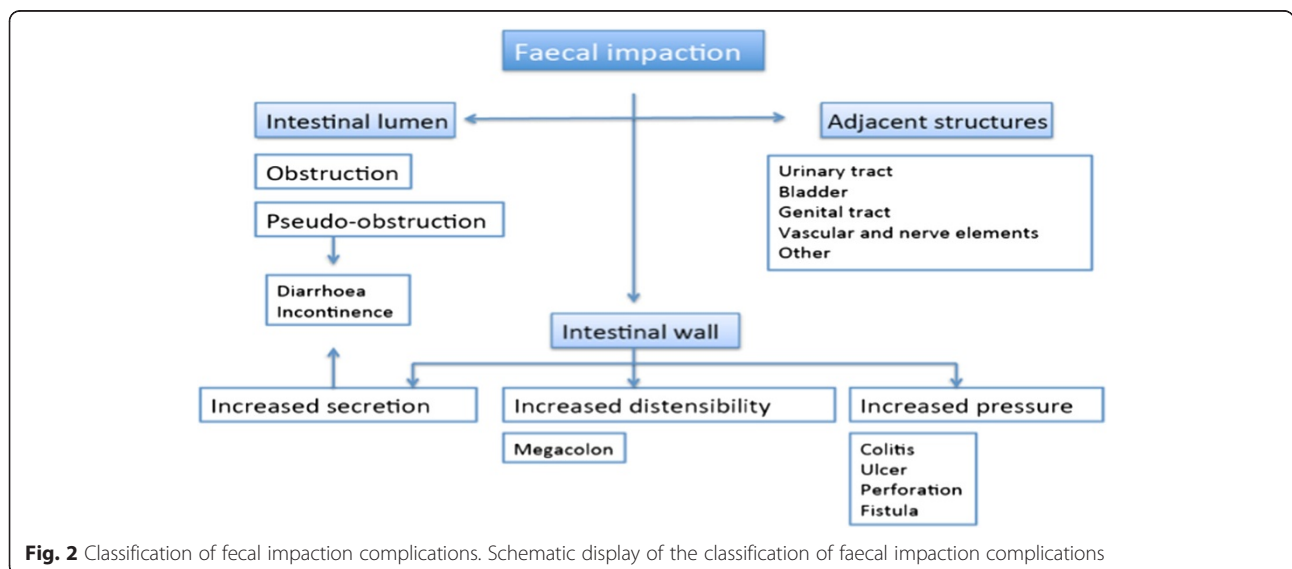 Faecal impaction
Intestinal lumen
Adjacent structures
Obstruction
Pseudo-obstruction
Diarrhoea
Incontinence
Urinary tract
Bladder
Genital tract
Vascular and nerve elements
Other
Intestinal wall
Increased secretion
Increased distensibility
Increased pressure
Megacolon
Colitis
Ulcer
Perforation
Fistula
Fig. 2 Classification of fecal impaction complications. Schematic display of the classification of faecal impaction complications